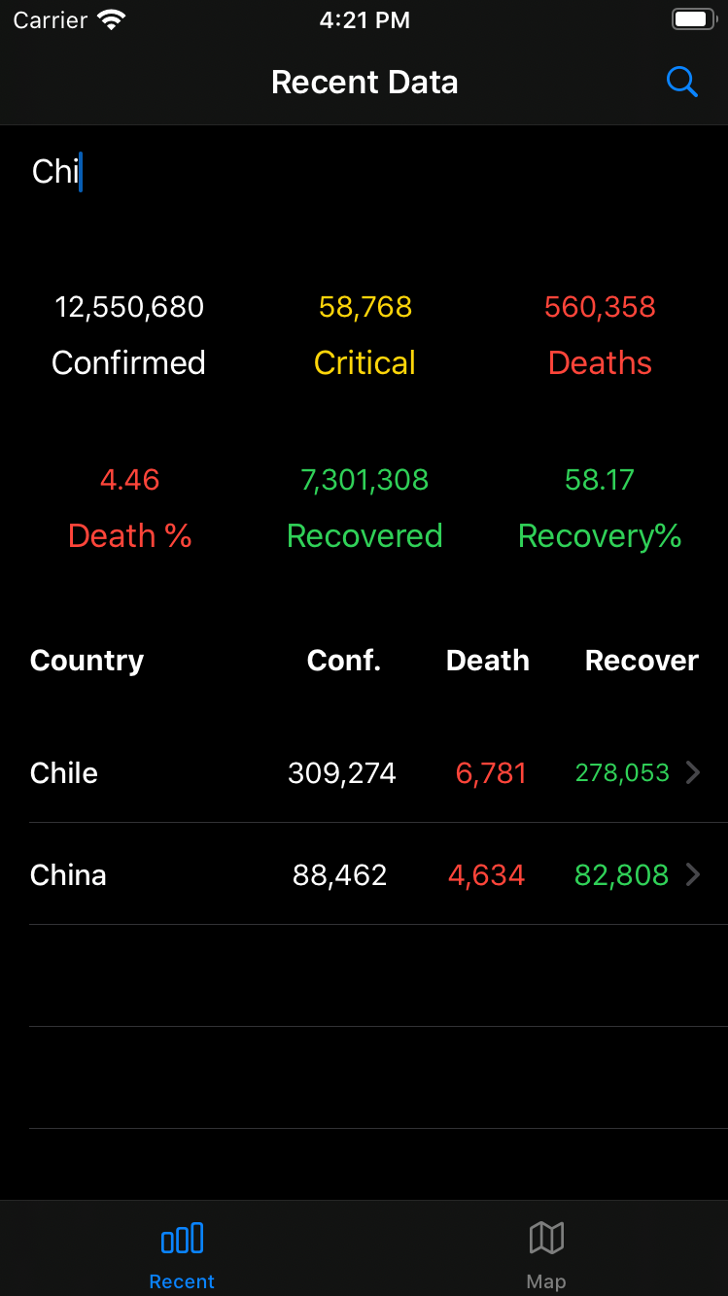 Carrier 4:21 PM
Recent Data
Chi
12,550,680 58,768 560,358
Confirmed Critical Deaths
4.46 7,301,308 58.17
Death % Recovered Recovery%
Country Conf. Death Recover
Chile 309,274 6,781 278,053
China 88,462 4,634 82,808
Recent Map